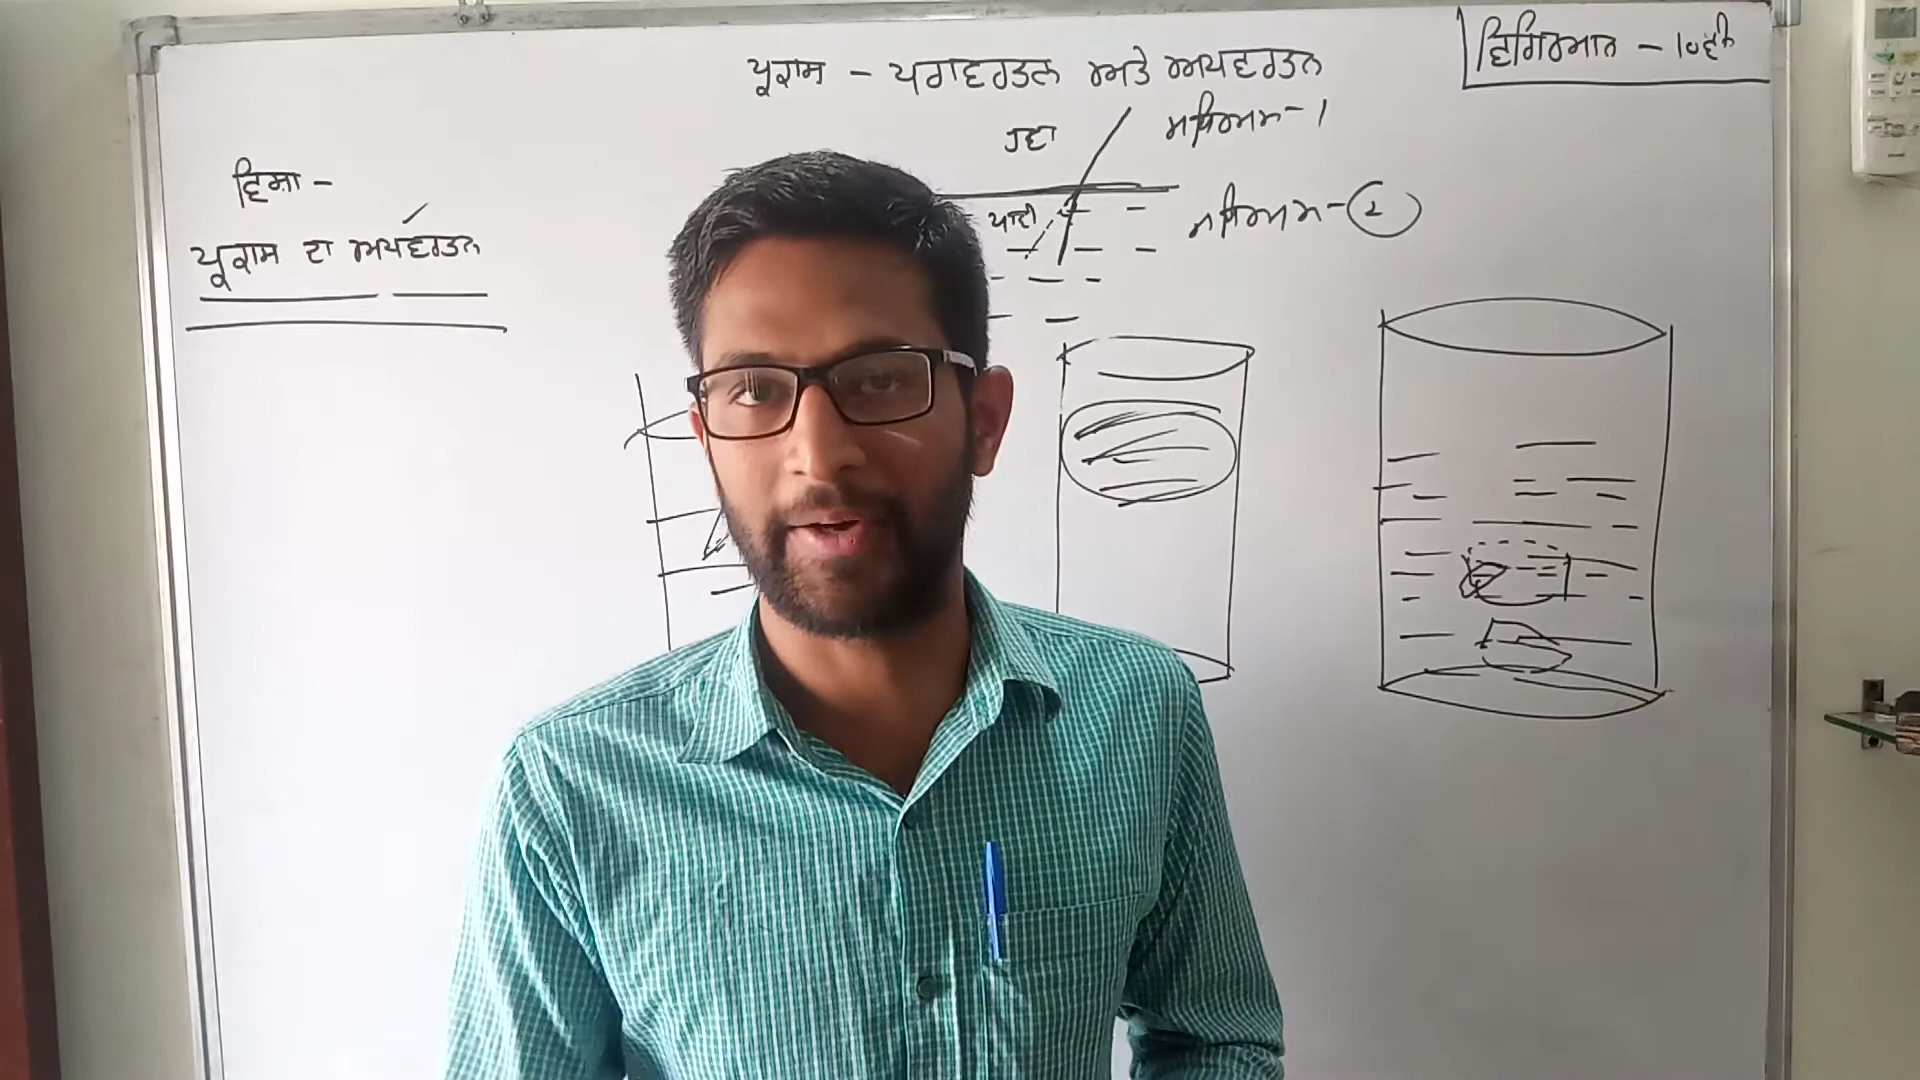 ਪ੍ਰਕਾਸ਼ - ਪਰਾਵਰਤਨ ਅਤੇ ਅਪਵਰਤਨ
ਵਿਗਿਆਨ - 10ਵੀਂ
ਹਵਾ
ਮਾਧਿਅਮ - 1
ਪਾਣੀ
ਮਾਧਿਅਮ - 2
ਵਿਸ਼ਾ -
ਪ੍ਰਕਾਸ਼ ਦਾ ਅਪਵਰਤਨ